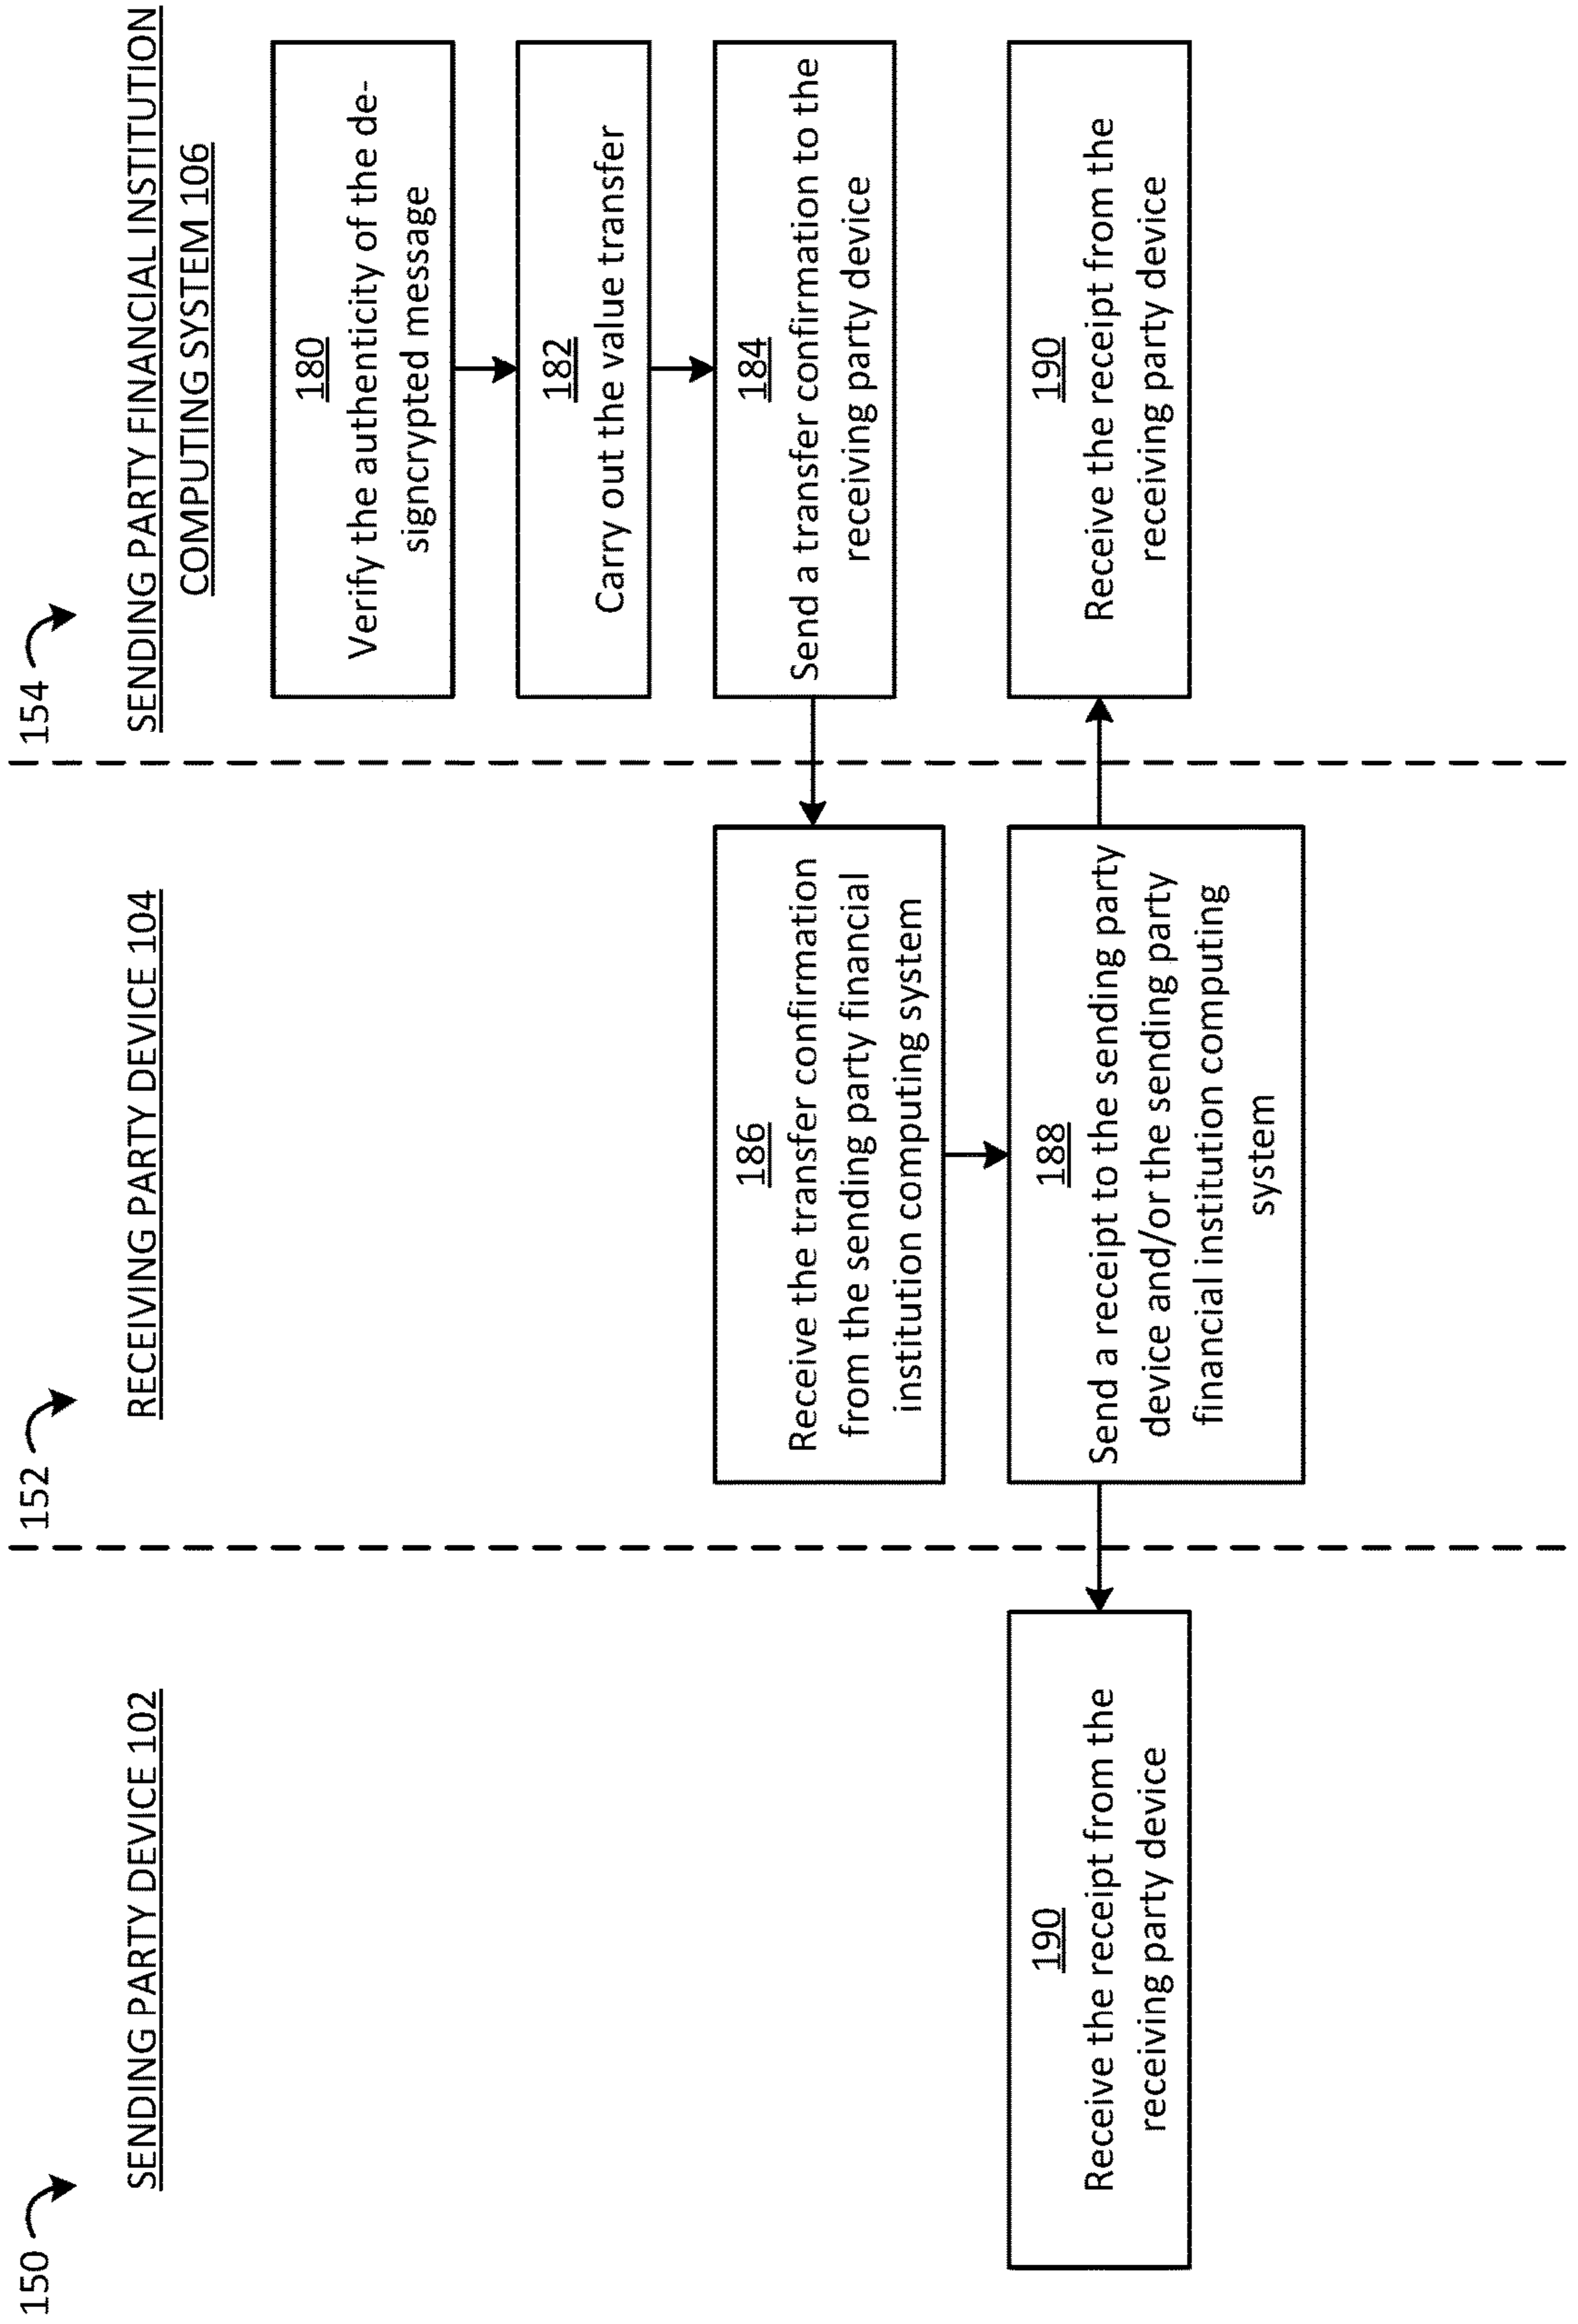 150
SENDING PARTY DEVICE 102
190
Receive the receipt from the
receiving party device
152
RECEIVING PARTY DEVICE 104
186
Receive the transfer confirmation
from the sending party financial
institution computing system
188
Send a receipt to the sending party
device and/or the sending party
financial institution computing
system
154
SENDING PARTY FINANCIAL INSTITUTION
COMPUTING SYSTEM 106
180
Verify the authenticity of the de-
signcrypted message
182
Carry out the value transfer
184
Send a transfer confirmation to the
receiving party device
190
Receive the receipt from the
receiving party device